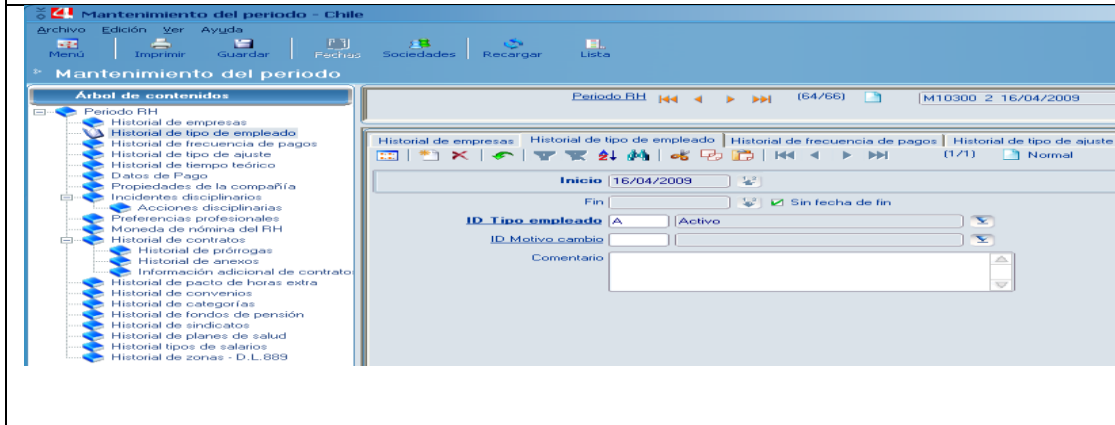 Mantenimiento del periodo - Chile
Archivo Edición Ver Ayuda
Menú Imprimir Guardar Fechas Sociedades Recargar Lista
Mantenimiento del periodo
Árbol de contenidos
Periodo RH
Historial de empresas
Historial de tipo de empleado
Historial de frecuencia de pagos
Historial de tipo de ajuste
Historial de tiempo teórico
Datos de Pago
Propiedades de la compañía
Incidentes disciplinarios
Acciones disciplinarias
Preferencias profesionales
Moneda de nómina del RH
Historial de contratos
Historial de prórrogas
Historial de anexos
Información adicional de contrato
Historial de pacto de horas extra
Historial de convenios
Historial de categorías
Historial de fondos de pensión
Historial de sindicatos
Historial de planes de salud
Historial tipos de salarios
Historial de zonas - D.L.889
Periodo RH (64/66) M10300 2 16/04/2009
Historial de empresas Historial de tipo de empleado Historial de frecuencia de pagos Historial de tipo de ajuste
(1/1) Normal
Inicio 16/04/2009
Fin Sin fecha de fin
ID Tipo empleado A Activo
ID Motivo cambio
Comentario